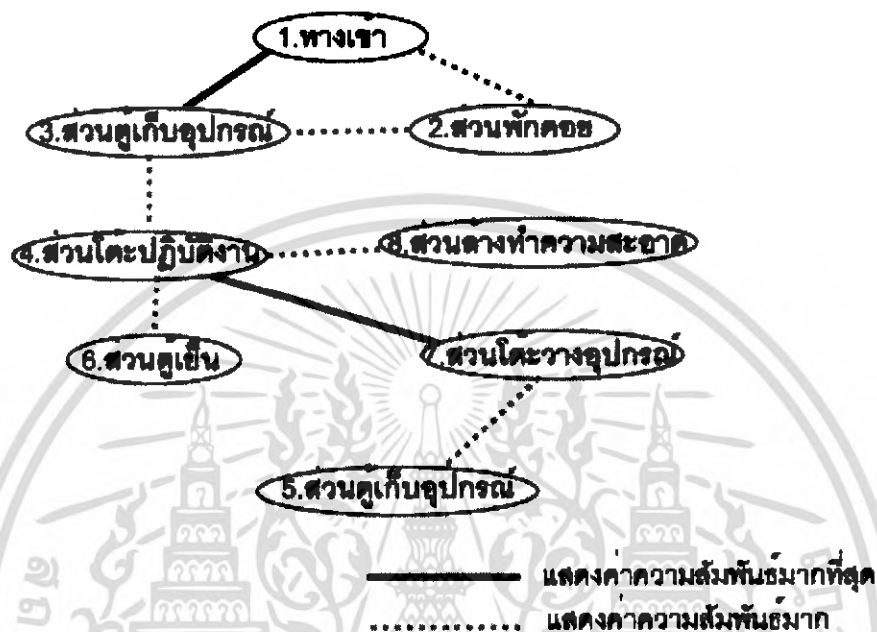 1.ทางเข้า
3.ส่วนตู้เก็บอุปกรณ์
2.ส่วนพักคอย
4.ส่วนโต๊ะปฏิบัติงาน
8.ส่วนล้างทำความสะอาด
6.ส่วนตู้เย็น
7.ส่วนโต๊ะวางอุปกรณ์
5.ส่วนตู้เก็บอุปกรณ์
แสดงค่าความสัมพันธ์มากที่สุด
แสดงค่าความสัมพันธ์มาก